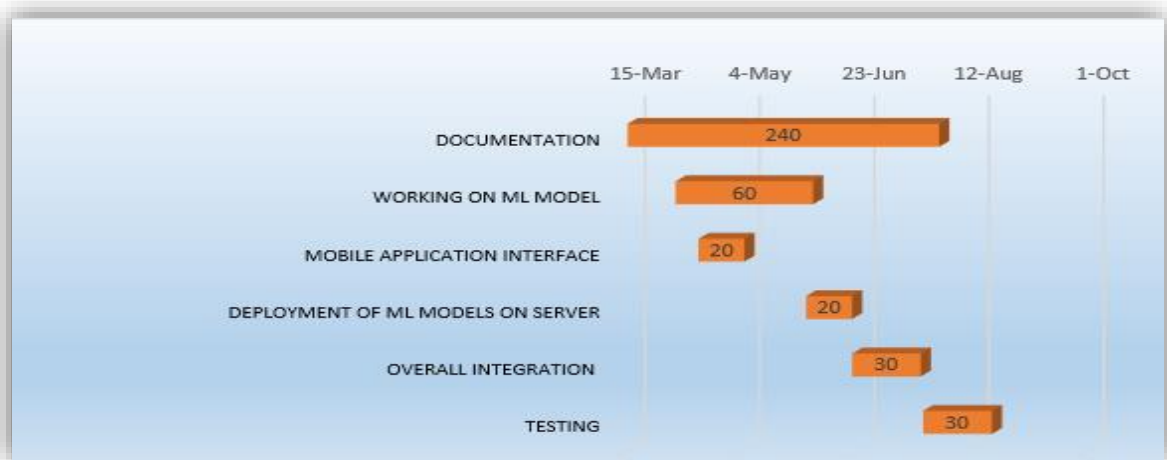 15-Mar 4-May 23-Jun 12-Aug 1-Oct
DOCUMENTATION 240
WORKING ON ML MODEL 60
MOBILE APPLICATION INTERFACE 20
DEPLOYMENT OF ML MODELS ON SERVER 20
OVERALL INTEGRATION 30
TESTING 30